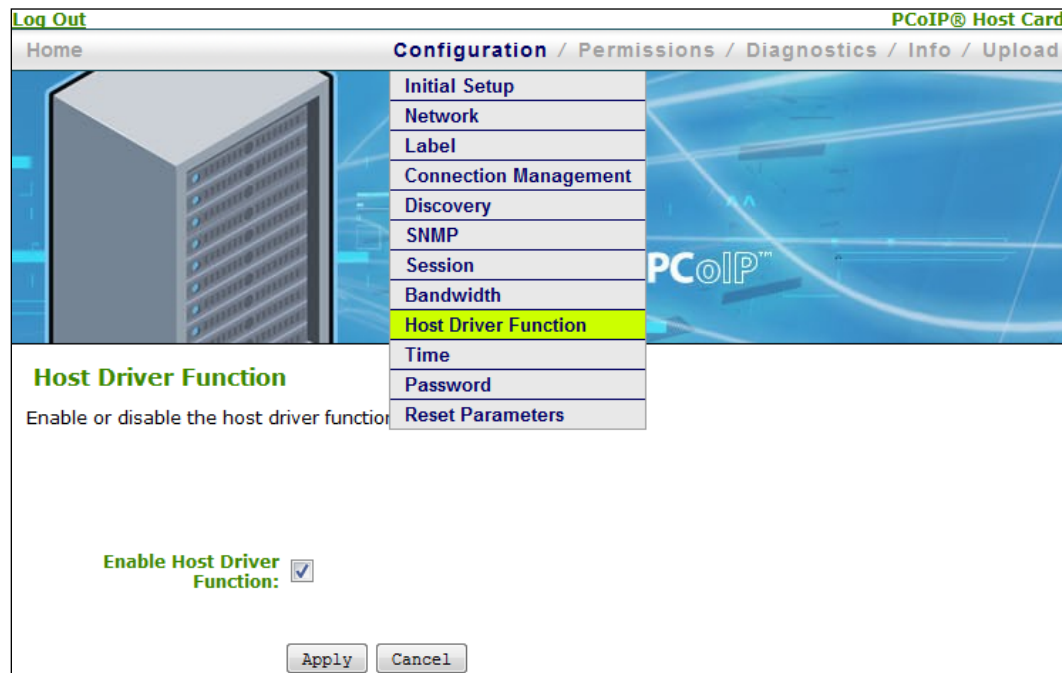 Log Out PCoIP® Host Card
Home Configuration / Permissions / Diagnostics / Info / Upload
Initial Setup
Network
Label
Connection Management
Discovery
SNMP
Session
Bandwidth
Host Driver Function
Time
Password
Reset Parameters
PCoIP™
Host Driver Function
Enable or disable the host driver function
Enable Host Driver
Function:
Apply Cancel